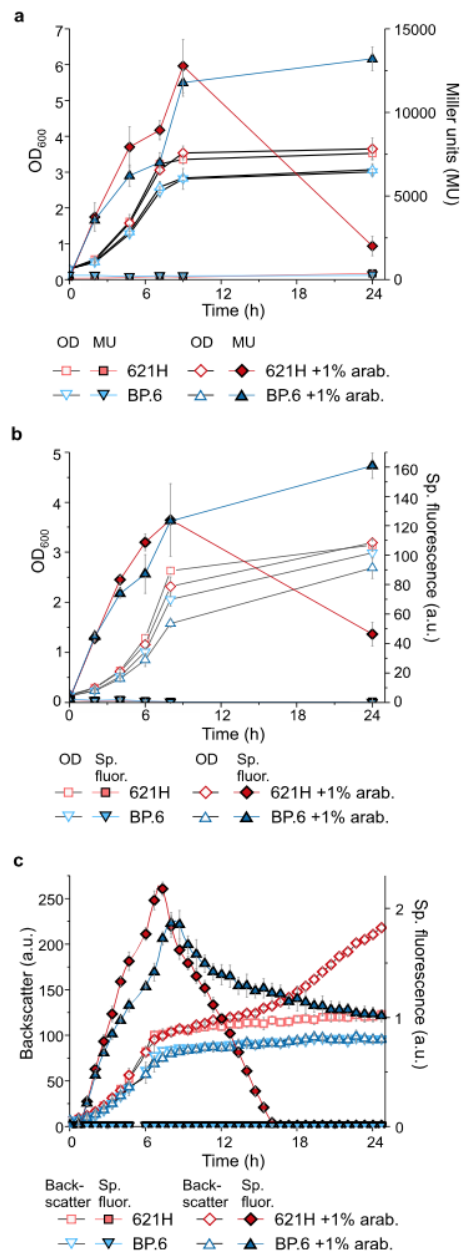 a
7
6
5
4
3
2
1
0
OD600
15000
10000
5000
0
Miller units (MU)
0 6 12 18 24
Time (h)
OD MU OD MU
621H 621H +1% arab.
BP.6 BP.6 +1% arab.
b
5
4
3
2
1
0
OD600
160
140
120
100
80
60
40
20
0
Sp. fluorescence (a.u.)
0 6 12 18 24
Time (h)
OD Sp. fluor. OD Sp. fluor.
621H 621H +1% arab.
BP.6 BP.6 +1% arab.
c
250
200
150
100
50
0
Backscatter (a.u.)
2
1
0
Sp. fluorescence (a.u.)
0 6 12 18 24
Time (h)
Back- Sp. Back- Sp.
scatter fluor. scatter fluor.
621H 621H +1% arab.
BP.6 BP.6 +1% arab.